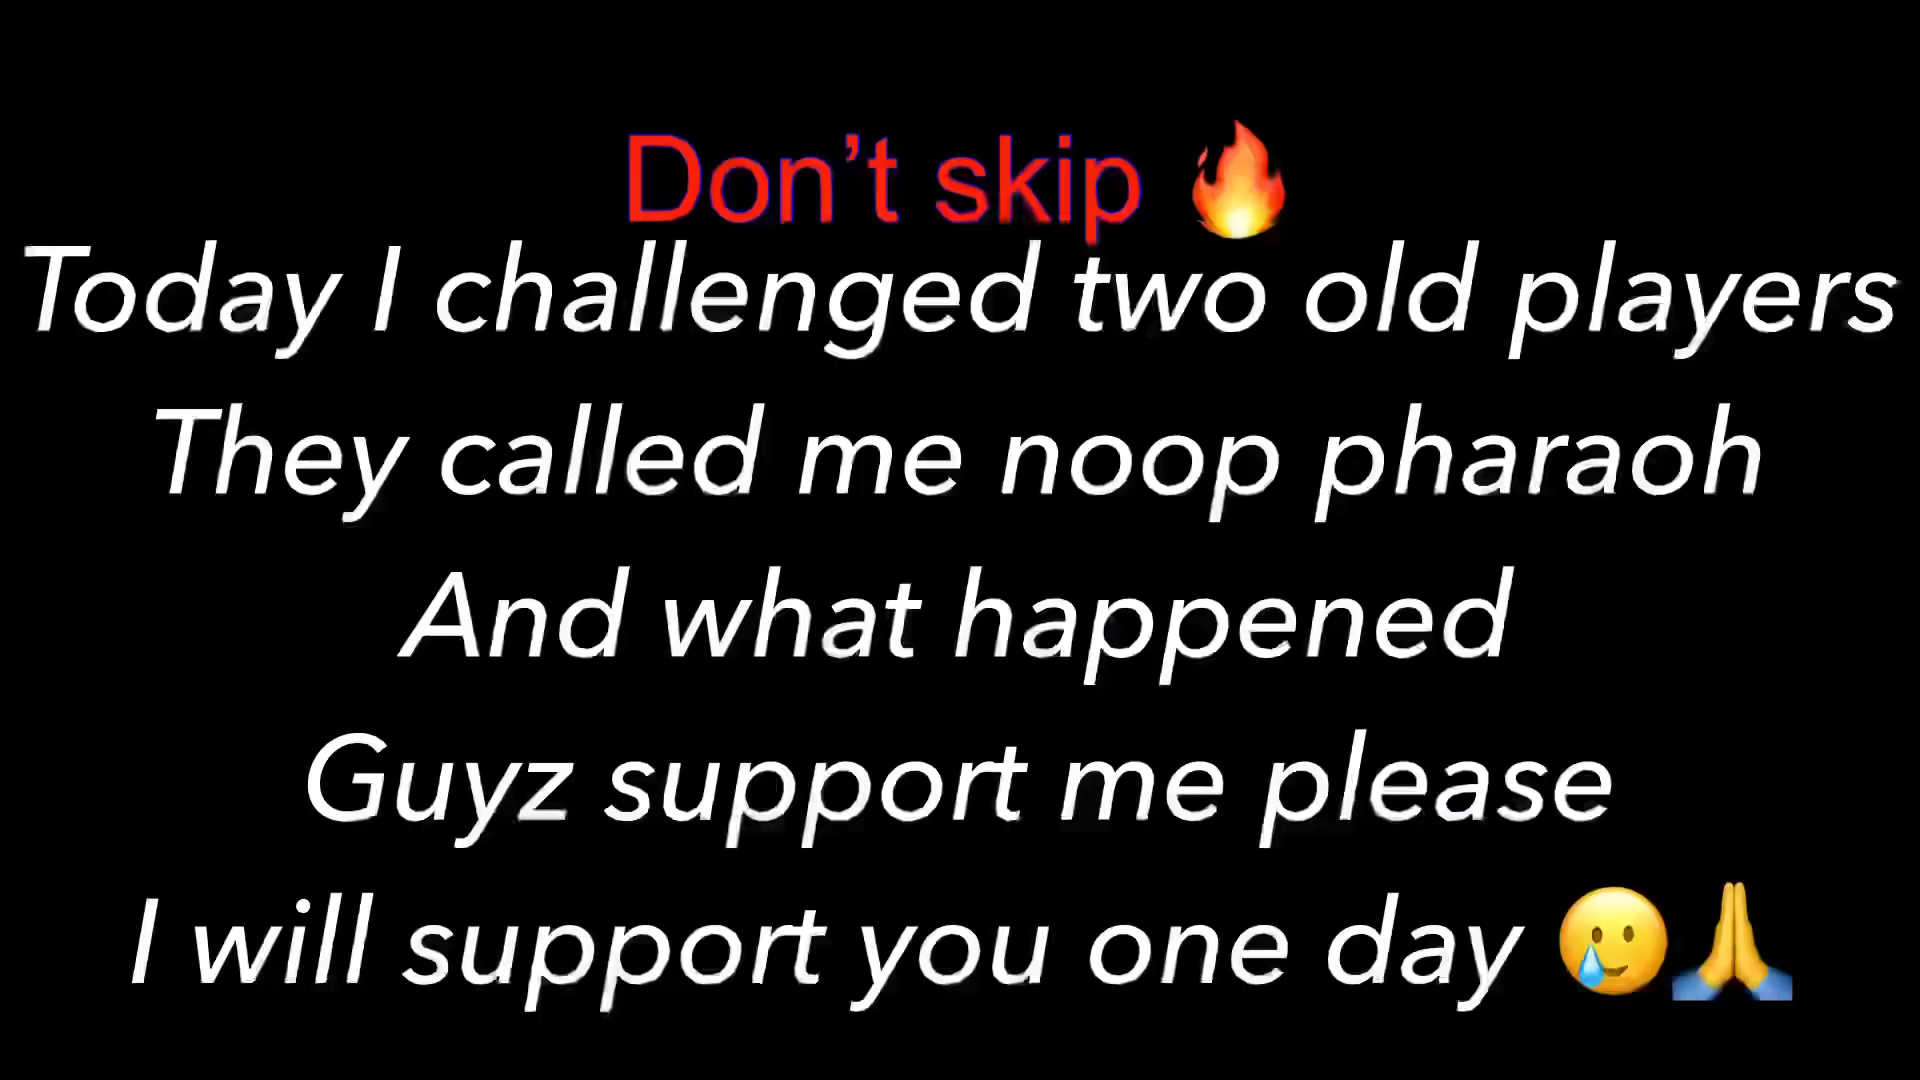 Don’t skip 🔥
Today I challenged two old players
They called me noop pharaoh
And what happened
Guyz support me please
I will support you one day 🥲🙏